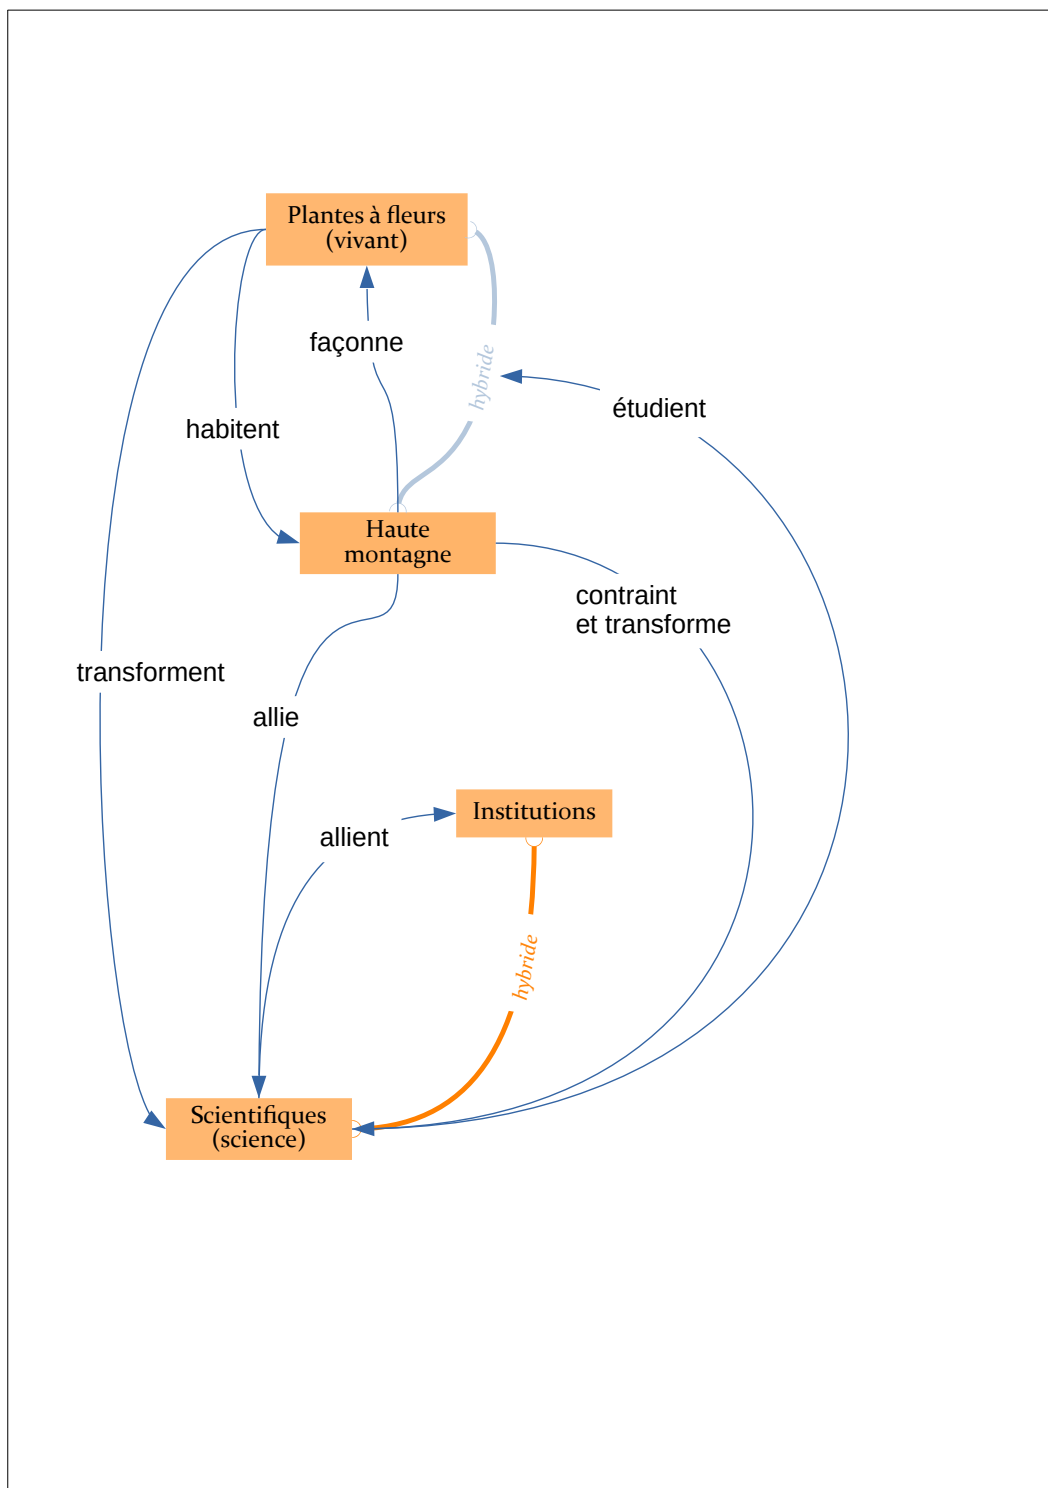 Plantes à fleurs
(vivant)
façonne
hybride
étudient
habitent
Haute
montagne
contraint
et transforme
transforment
allie
Institutions
allient
hybride
Scientifiques
(science)